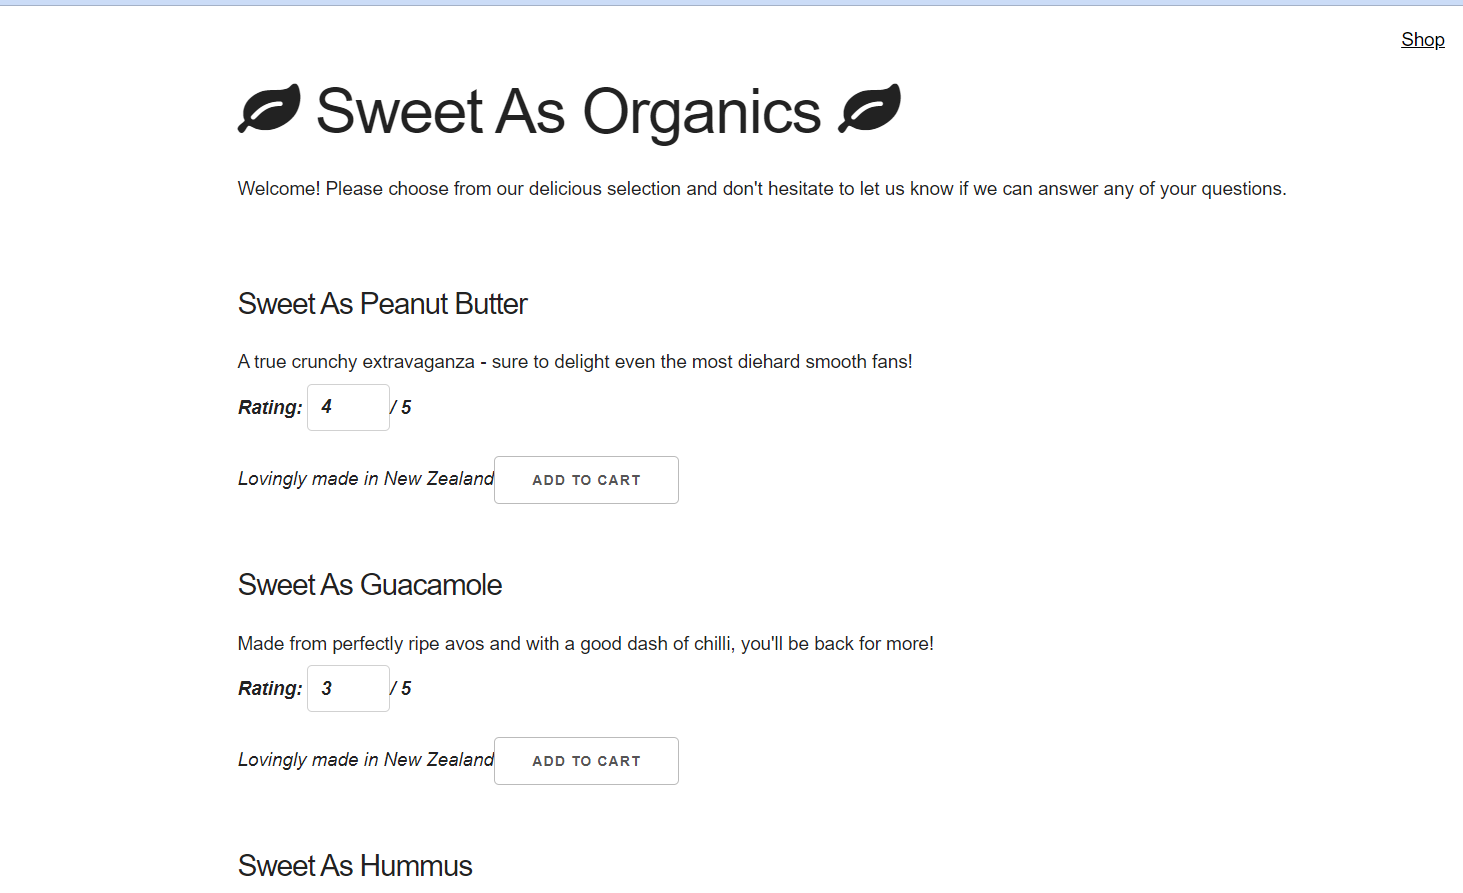 Shop
Sweet As Organics
Welcome! Please choose from our delicious selection and don't hesitate to let us know if we can answer any of your questions.
Sweet As Peanut Butter
A true crunchy extravaganza - sure to delight even the most diehard smooth fans!
Rating: 4 / 5
Lovingly made in New Zealand ADD TO CART
Sweet As Guacamole
Made from perfectly ripe avos and with a good dash of chilli, you'll be back for more!
Rating: 3 / 5
Lovingly made in New Zealand ADD TO CART
Sweet As Hummus